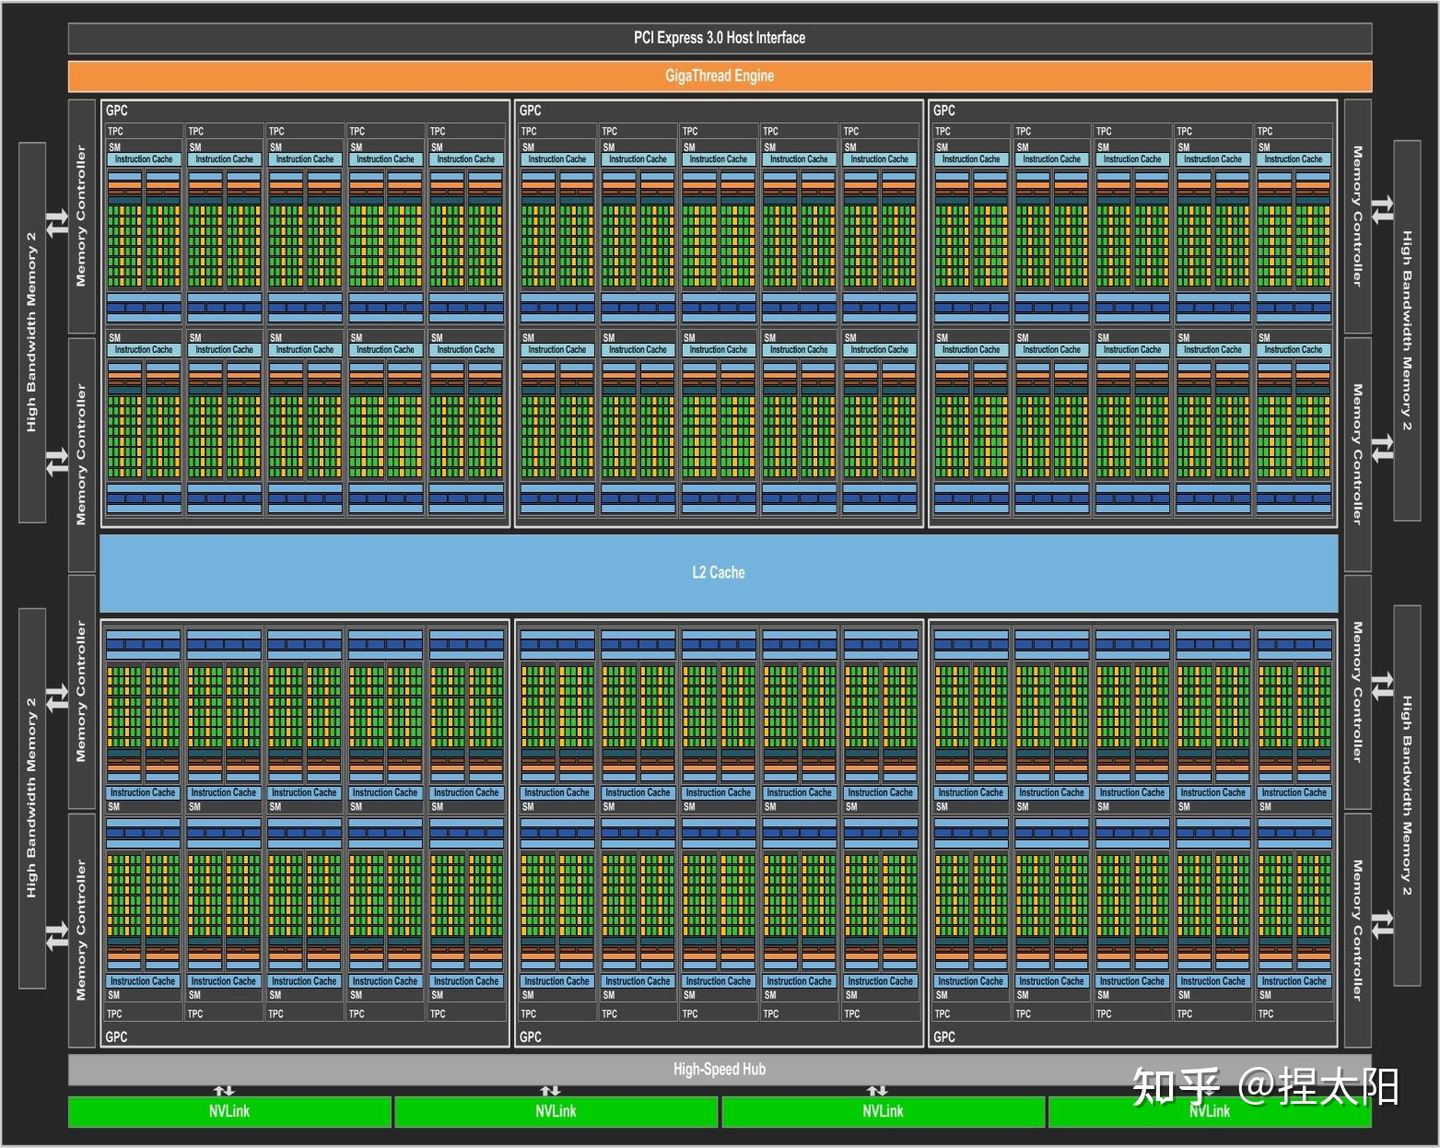 PCI Express 3.0 Host Interface
GigaThread Engine
GPC GPC GPC
TPC TPC TPC TPC TPC TPC TPC TPC TPC TPC TPC TPC TPC TPC TPC
SM SM SM SM SM SM SM SM SM SM SM SM SM SM SM
Instruction Cache Instruction Cache Instruction Cache Instruction Cache Instruction Cache Instruction Cache Instruction Cache Instruction Cache Instruction Cache Instruction Cache Instruction Cache Instruction Cache Instruction Cache Instruction Cache Instruction Cache
SM SM SM SM SM SM SM SM SM SM SM SM SM SM SM
Instruction Cache Instruction Cache Instruction Cache Instruction Cache Instruction Cache Instruction Cache Instruction Cache Instruction Cache Instruction Cache Instruction Cache Instruction Cache Instruction Cache Instruction Cache Instruction Cache Instruction Cache
High Bandwidth Memory 2
High Bandwidth Memory 2
Memory Controller
Memory Controller
Memory Controller
Memory Controller
L2 Cache
Memory Controller
Memory Controller
Memory Controller
Memory Controller
High Bandwidth Memory 2
High Bandwidth Memory 2
Instruction Cache Instruction Cache Instruction Cache Instruction Cache Instruction Cache Instruction Cache Instruction Cache Instruction Cache Instruction Cache Instruction Cache Instruction Cache Instruction Cache Instruction Cache Instruction Cache Instruction Cache
SM SM SM SM SM SM SM SM SM SM SM SM SM SM SM
Instruction Cache Instruction Cache Instruction Cache Instruction Cache Instruction Cache Instruction Cache Instruction Cache Instruction Cache Instruction Cache Instruction Cache Instruction Cache Instruction Cache Instruction Cache Instruction Cache Instruction Cache
SM SM SM SM SM SM SM SM SM SM SM SM SM SM SM
TPC TPC TPC TPC TPC TPC TPC TPC TPC TPC TPC TPC TPC TPC TPC
GPC GPC GPC
High-Speed Hub
NVLink NVLink NVLink NVLink
知乎 @捏太阳